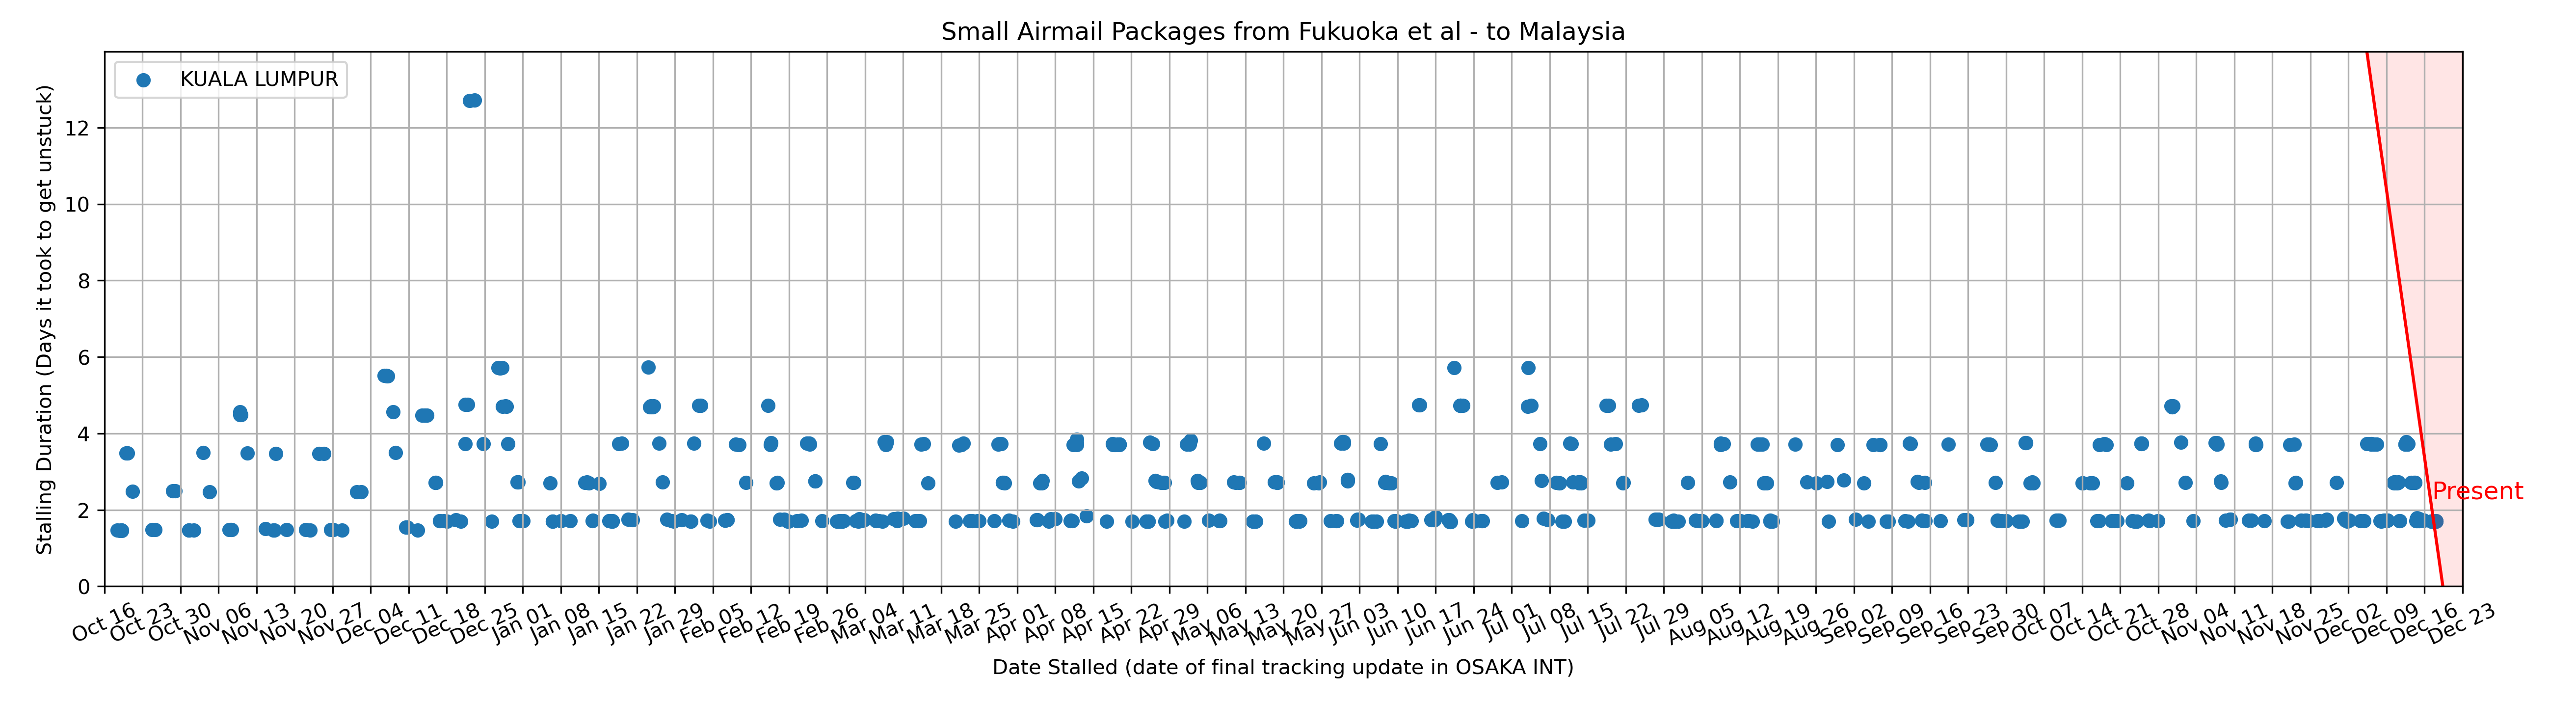 Small Airmail Packages from Fukuoka et al - to Malaysia
KUALA LUMPUR
Stalling Duration (Days it took to get unstuck)
12
10
8
6
4
2
0
Present
Oct 16 Oct 23 Oct 30 Nov 06 Nov 13 Nov 20 Nov 27 Dec 04 Dec 11 Dec 18 Dec 25 Jan 01 Jan 08 Jan 15 Jan 22 Jan 29 Feb 05 Feb 12 Feb 19 Feb 26 Mar 04 Mar 11 Mar 18 Mar 25 Apr 01 Apr 08 Apr 15 Apr 22 Apr 29 May 06 May 13 May 20 May 27 Jun 03 Jun 10 Jun 17 Jun 24 Jul 01 Jul 08 Jul 15 Jul 22 Jul 29 Aug 05 Aug 12 Aug 19 Aug 26 Sep 02 Sep 09 Sep 16 Sep 23 Sep 30 Oct 07 Oct 14 Oct 21 Oct 28 Nov 04 Nov 11 Nov 18 Nov 25 Dec 02 Dec 09 Dec 16 Dec 23
Date Stalled (date of final tracking update in OSAKA INT)